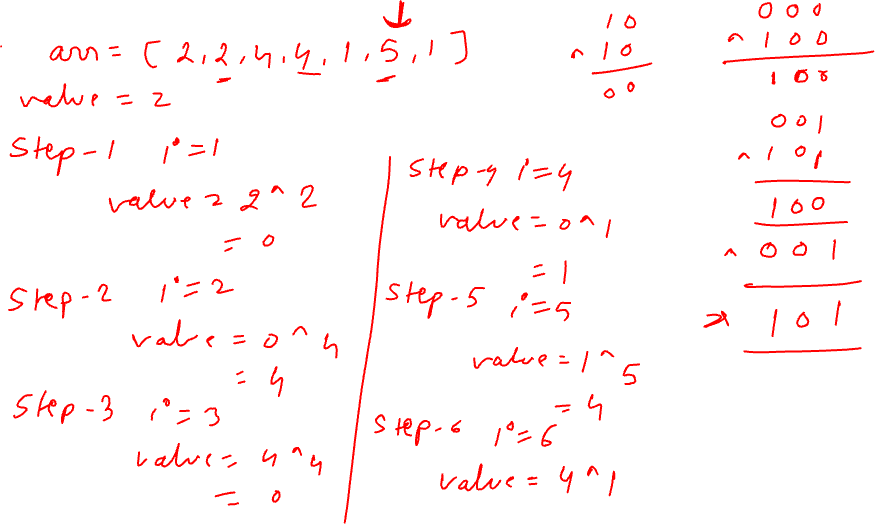 arr = [ 2, 2, 4, 4, 1, 5, 1 ]
value = 2
Step-1 i=1
value = 2 ^ 2
= 0
Step-2 i=2
value = 0 ^ 4
= 4
Step-3 i=3
value = 4 ^ 4
= 0
Step-4 i=4
value = 0 ^ 1
= 1
Step-5 i=5
value = 1 ^ 5
= 4
Step-6 i=6
value = 4 ^ 1
10
^ 10
00
000
^ 100
100
001
^ 101
100
^ 001
→ 101